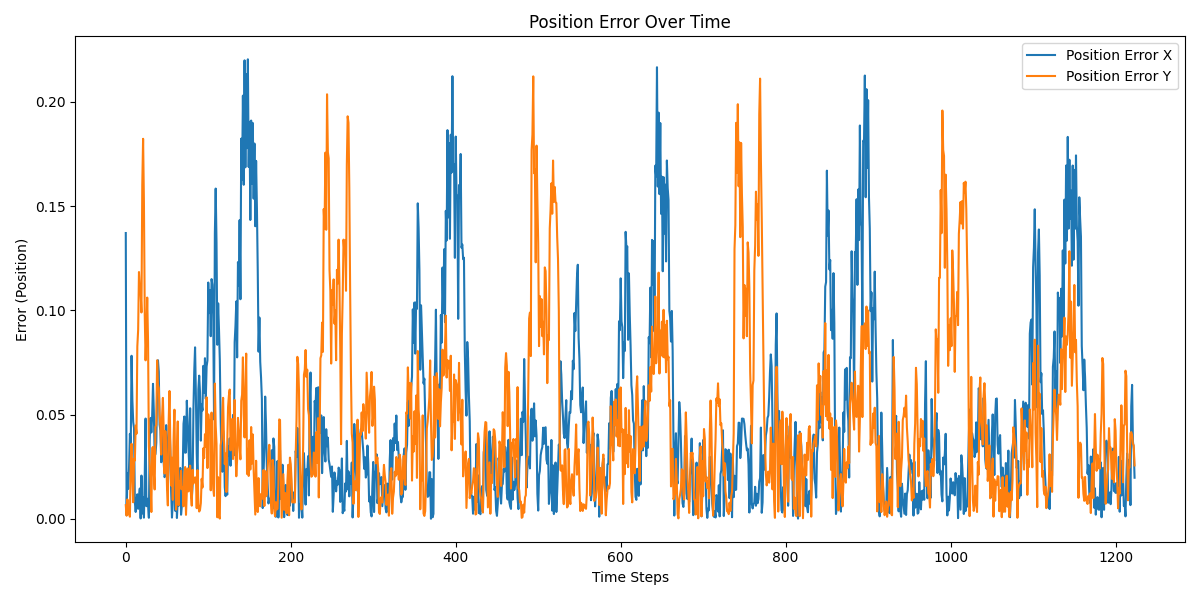 Position Error Over Time
Position Error X
Position Error Y
Error (Position)
0.20
0.15
0.10
0.05
0.00
0
200
400
600
800
1000
1200
Time Steps